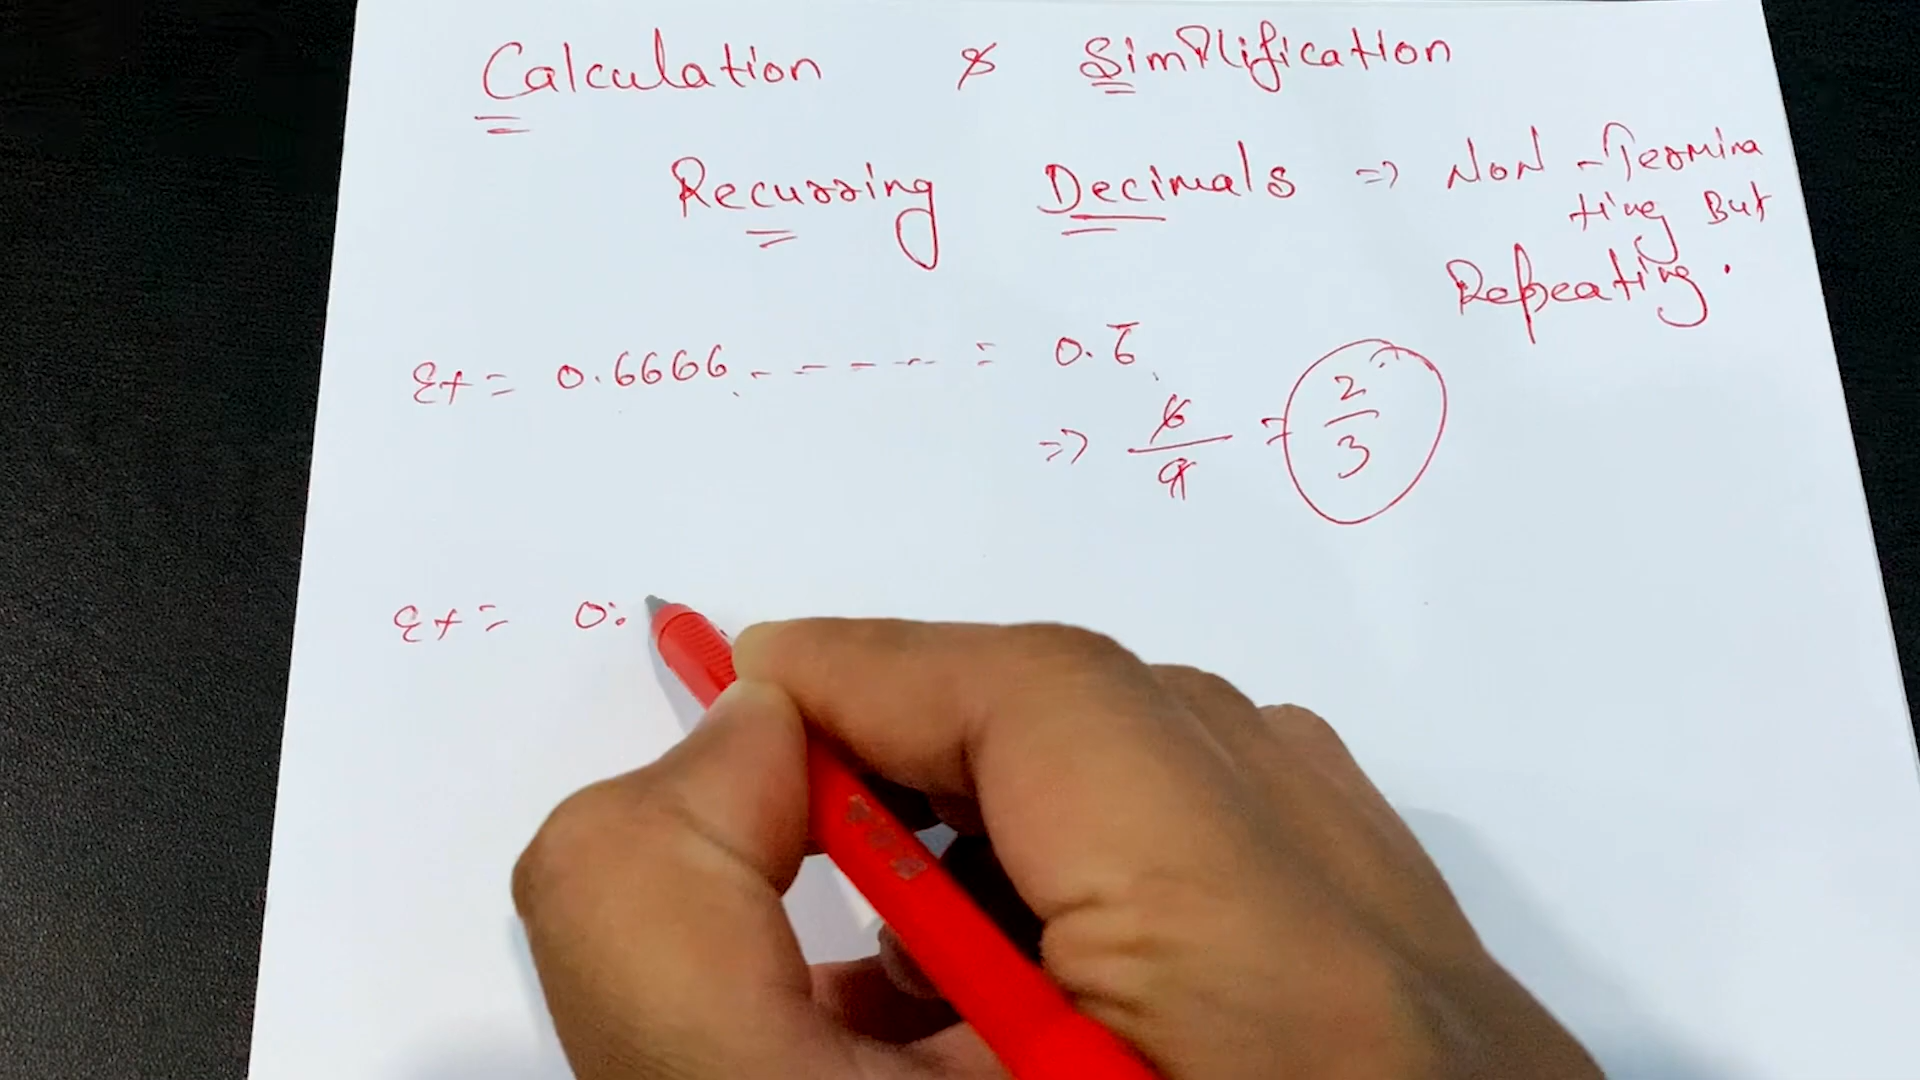 Calculation & Simplification
Recurring Decimals => Non-Termina
ting But
Repeating.
Ex = 0.6666 - - - - - = 0.6̅
=> 6/9 = 2/3
Ex = 0.